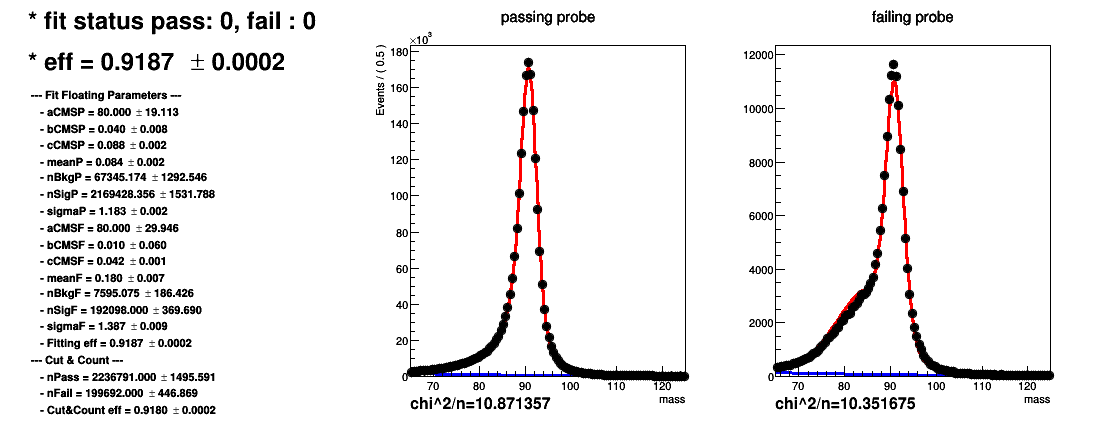 * fit status pass: 0, fail : 0
* eff = 0.9187 ± 0.0002
--- Fit Floating Parameters ---
- aCMSP = 80.000 ± 19.113
- bCMSP = 0.040 ± 0.008
- cCMSP = 0.088 ± 0.002
- meanP = 0.084 ± 0.002
- nBkgP = 67345.174 ± 1292.546
- nSigP = 2169428.356 ± 1531.788
- sigmaP = 1.183 ± 0.002
- aCMSF = 80.000 ± 29.946
- bCMSF = 0.010 ± 0.060
- cCMSF = 0.042 ± 0.001
- meanF = 0.180 ± 0.007
- nBkgF = 7595.075 ± 186.426
- nSigF = 192098.000 ± 369.690
- sigmaF = 1.387 ± 0.009
- Fitting eff = 0.9187 ± 0.0002
--- Cut & Count ---
- nPass = 2236791.000 ± 1495.591
- nFail = 199692.000 ± 446.869
- Cut&Count eff = 0.9180 ± 0.0002
passing probe
×10³
Events / ( 0.5 )
180
160
140
120
100
80
60
40
20
0
70 80 90 100 110 120
mass
chi^2/n=10.871357
failing probe
12000
10000
8000
6000
4000
2000
0
70 80 90 100 110 120
mass
chi^2/n=10.351675